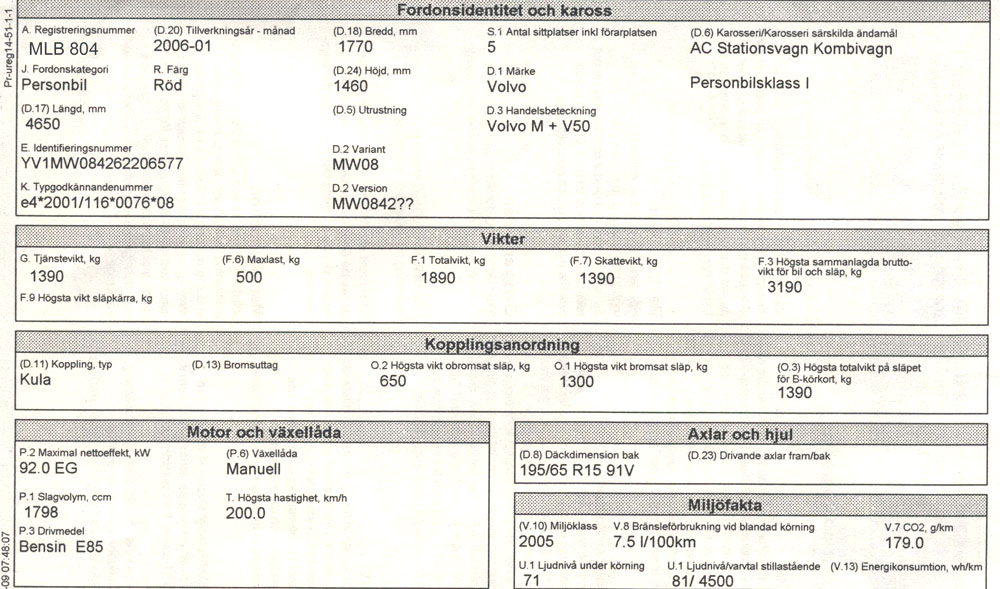 Fordonsidentitet och kaross
A. Registreringsnummer (D.20) Tillverkningsår - månad (D.18) Bredd, mm S.1 Antal sittplatser inkl förarplatsen (D.6) Karosseri/Karosseri särskilda ändamål
MLB 804 2006-01 1770 5 AC Stationsvagn Kombivagn
J. Fordonskategori R. Färg (D.24) Höjd, mm D.1 Märke
Personbil Röd 1460 Volvo Personbilsklass I
(D.17) Längd, mm (D.5) Utrustning D.3 Handelsbeteckning
4650 Volvo M + V50
E. Identifieringsnummer D.2 Variant
YV1MW084262206577 MW08
K. Typgodkännandenummer D.2 Version
e4*2001/116*0076*08 MW0842??
Vikter
G. Tjänstevikt, kg (F.6) Maxlast, kg F.1 Totalvikt, kg (F.7) Skattevikt, kg F.3 Högsta sammanlagda brutto-
vikt för bil och släp, kg
1390 500 1890 1390 3190
F.9 Högsta vikt släpkärra, kg
Kopplingsanordning
(D.11) Koppling, typ (D.13) Bromsuttag O.2 Högsta vikt obromsat släp, kg O.1 Högsta vikt bromsat släp, kg (O.3) Högsta totalvikt på släpet
för B-körkort, kg
Kula 650 1300 1390
Motor och växellåda
P.2 Maximal nettoeffekt, kW (P.6) Växellåda
92.0 EG Manuell
P.1 Slagvolym, ccm T. Högsta hastighet, km/h
1798 200.0
P.3 Drivmedel
Bensin E85
Axlar och hjul
(D.8) Däckdimension bak (D.23) Drivande axlar fram/bak
195/65 R15 91V
Miljöfakta
(V.10) Miljöklass V.8 Bränsleförbrukning vid blandad körning V.7 CO2, g/km
2005 7.5 l/100km 179.0
U.1 Ljudnivå under körning U.1 Ljudnivå/varvtal stillastående (V.13) Energikonsumtion, wh/km
71 81/ 4500
Pr-ureg14-51-1-1
-09 07:48:07